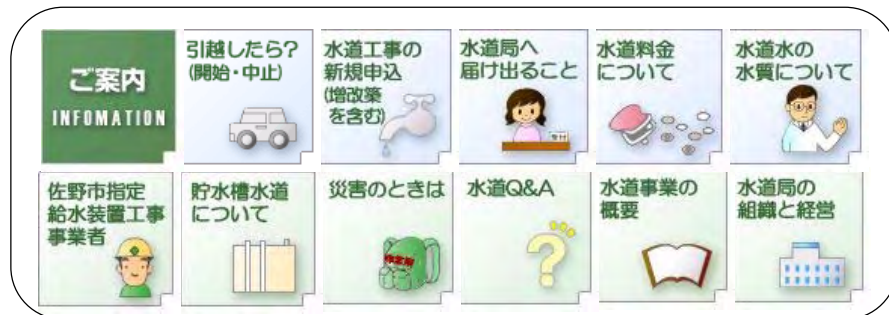 ご案内
INFOMATION
引越したら？
(開始・中止)
水道工事の
新規申込
(増改築
を含む)
水道局へ
届け出ること
受付
水道料金
について
水道水の
水質について
佐野市指定
給水装置工事
事業者
貯水槽水道
について
災害のときは
水道Q&A
水道事業の
概要
水道局の
組織と経営